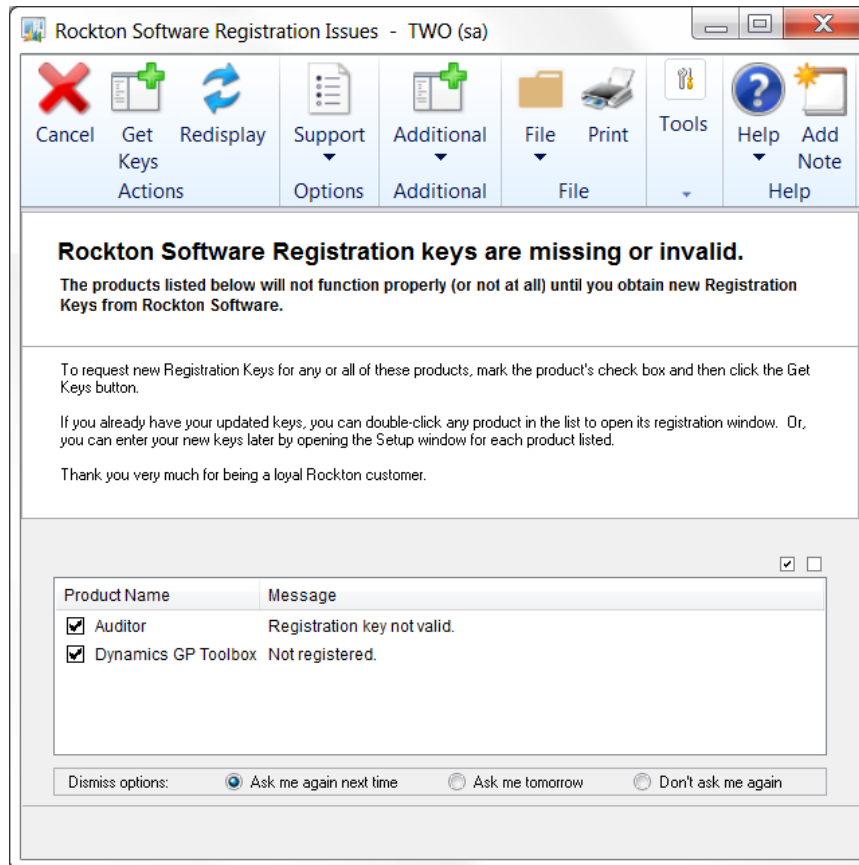 Rockton Software Registration Issues - TWO (sa)
Cancel
Get Keys
Redisplay
Support
Additional
File
Print
Tools
Help
Add Note
Actions
Options
Additional
File
Help
Rockton Software Registration keys are missing or invalid.
The products listed below will not function properly (or not at all) until you obtain new Registration
Keys from Rockton Software.
To request new Registration Keys for any or all of these products, mark the product's check box and then click the Get
Keys button.
If you already have your updated keys, you can double-click any product in the list to open its registration window. Or,
you can enter your new keys later by opening the Setup window for each product listed.
Thank you very much for being a loyal Rockton customer.
Product Name Message
Auditor Registration key not valid.
Dynamics GP Toolbox Not registered.
Dismiss options: Ask me again next time Ask me tomorrow Don't ask me again